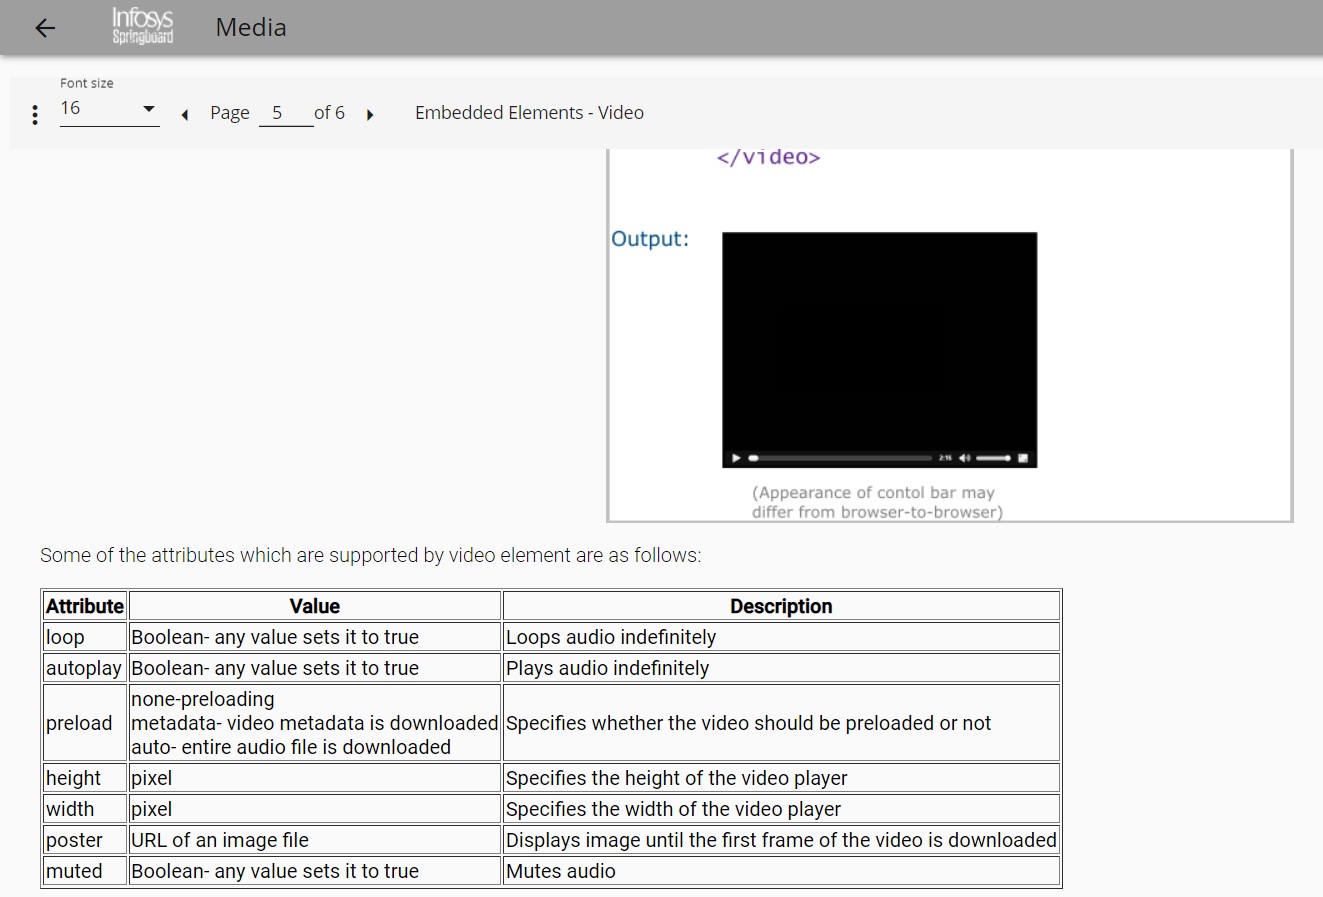 Infosys
Springboard
Media
Font size
16
Page 5 of 6
Embedded Elements - Video
</video>
Output:
2:15
(Appearance of contol bar may
differ from browser-to-browser)
Some of the attributes which are supported by video element are as follows:
Attribute Value Description
loop Boolean- any value sets it to true Loops audio indefinitely
autoplay Boolean- any value sets it to true Plays audio indefinitely
preload none-preloading
metadata- video metadata is downloaded
auto- entire audio file is downloaded
Specifies whether the video should be preloaded or not
height pixel Specifies the height of the video player
width pixel Specifies the width of the video player
poster URL of an image file Displays image until the first frame of the video is downloaded
muted Boolean- any value sets it to true Mutes audio